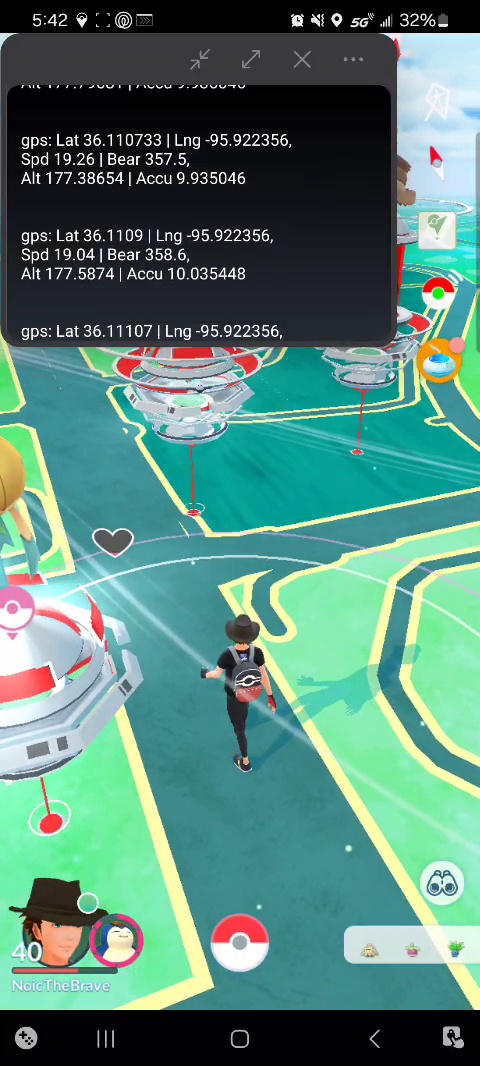 5:42
5G
32%
gps: Lat 36.110733 | Lng -95.922356,
Spd 19.26 | Bear 357.5,
Alt 177.38654 | Accu 9.935046
gps: Lat 36.1109 | Lng -95.922356,
Spd 19.04 | Bear 358.6,
Alt 177.5874 | Accu 10.035448
gps: Lat 36.11107 | Lng -95.922356,
40
NoicTheBrave